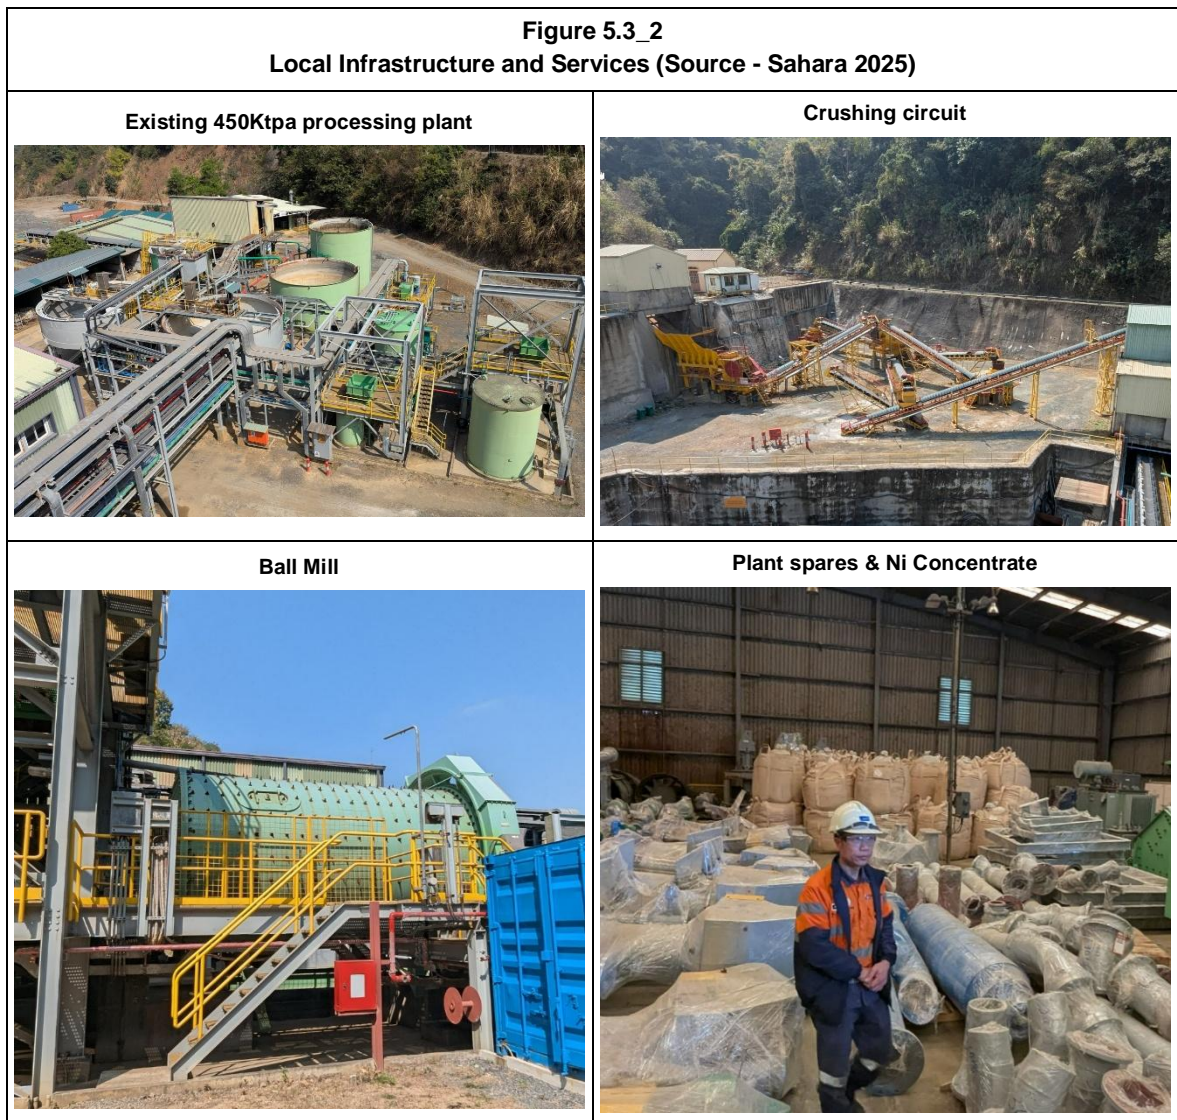 Figure 5.3_2
Local Infrastructure and Services (Source - Sahara 2025)
Existing 450Ktpa processing plant
Crushing circuit
Ball Mill
Plant spares & Ni Concentrate